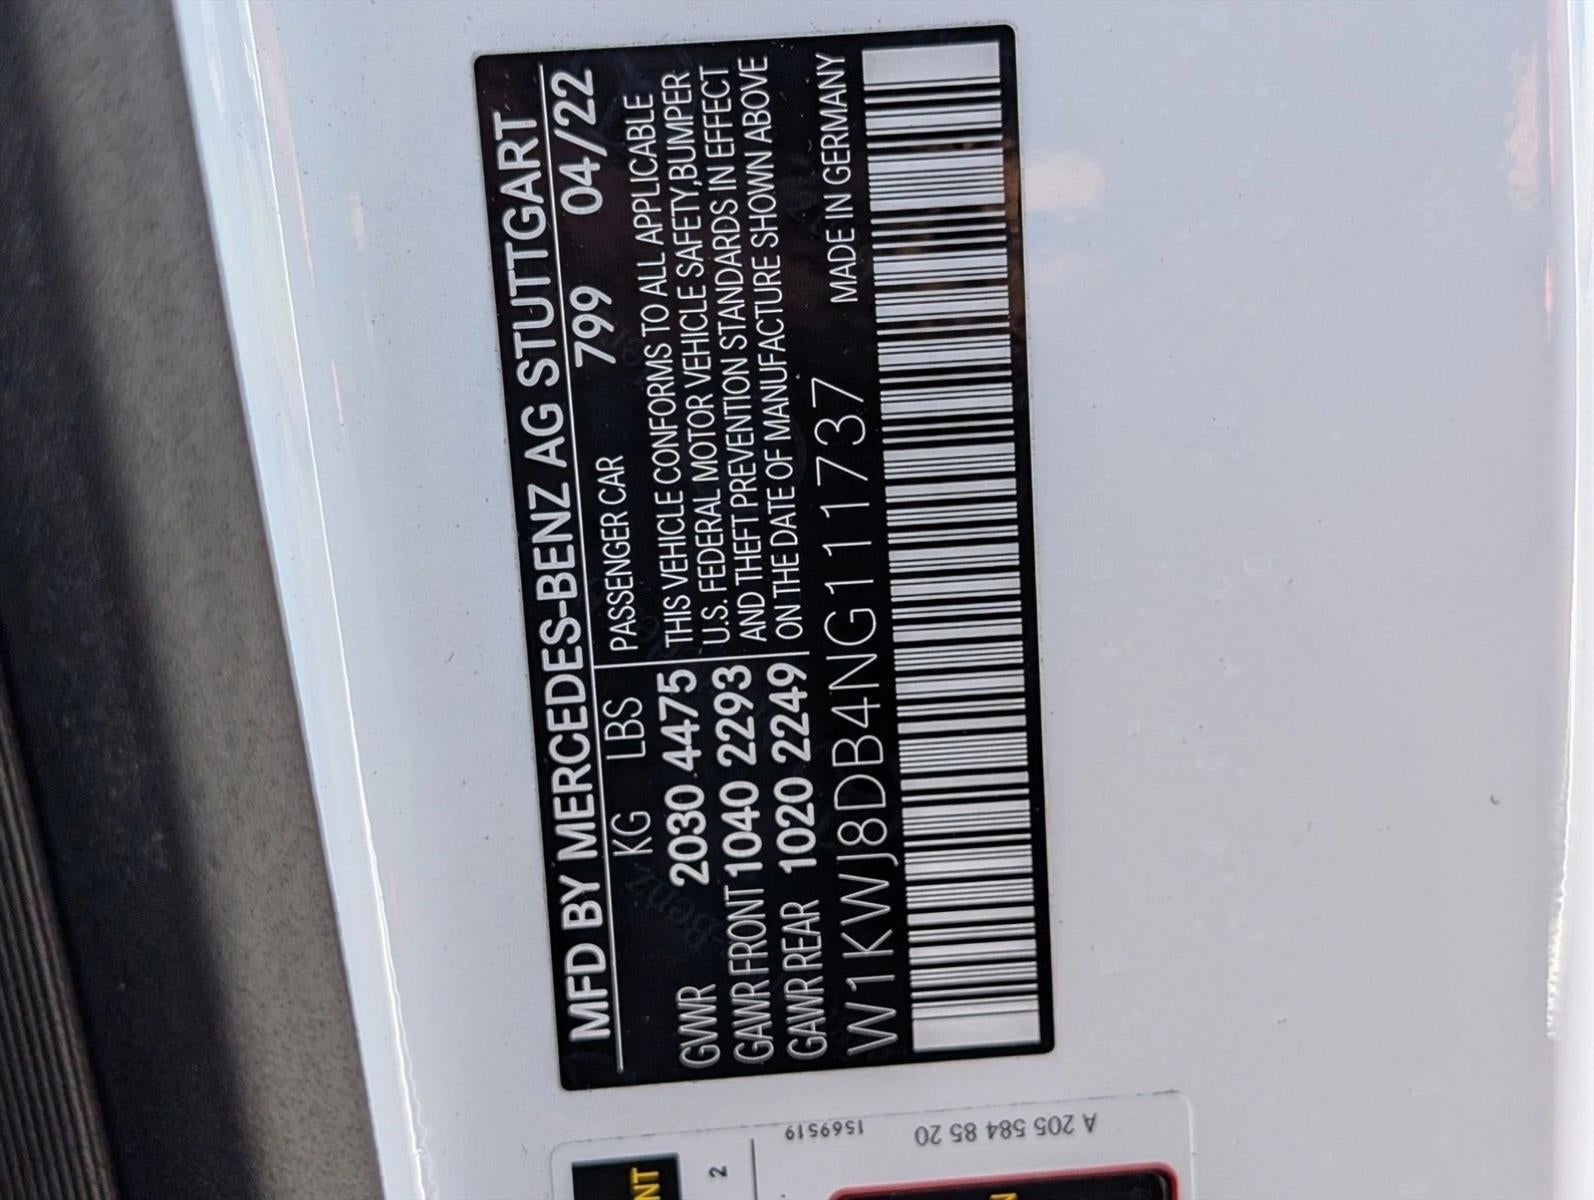 MFD BY MERCEDES-BENZ AG STUTTGART
799 04/22
KG LBS PASSENGER CAR
GVWR 2030 4475 THIS VEHICLE CONFORMS TO ALL APPLICABLE
GAWR FRONT 1040 2293 U.S. FEDERAL MOTOR VEHICLE SAFETY,BUMPER
GAWR REAR 1020 2249 AND THEFT PREVENTION STANDARDS IN EFFECT
ON THE DATE OF MANUFACTURE SHOWN ABOVE
W1KWJ8DB4NG111737 MADE IN GERMANY
A 205 584 85 20
1569519
2
NT
N